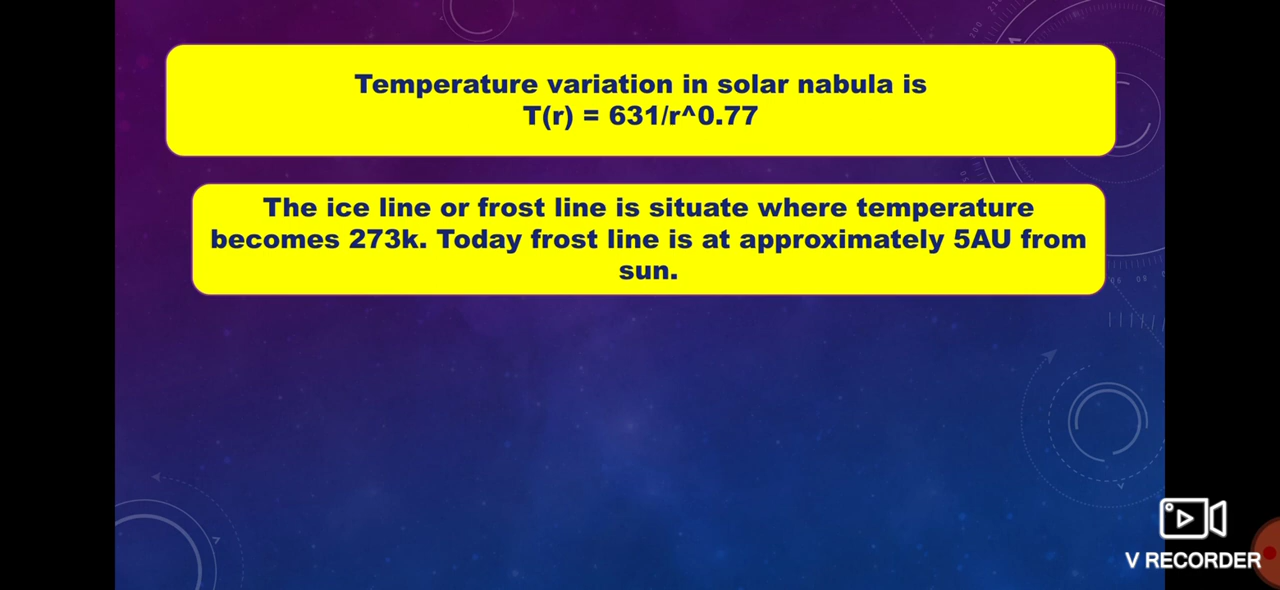 Temperature variation in solar nabula is
T(r) = 631/r^0.77
The ice line or frost line is situate where temperature
becomes 273k. Today frost line is at approximately 5AU from
sun.
V RECORDER